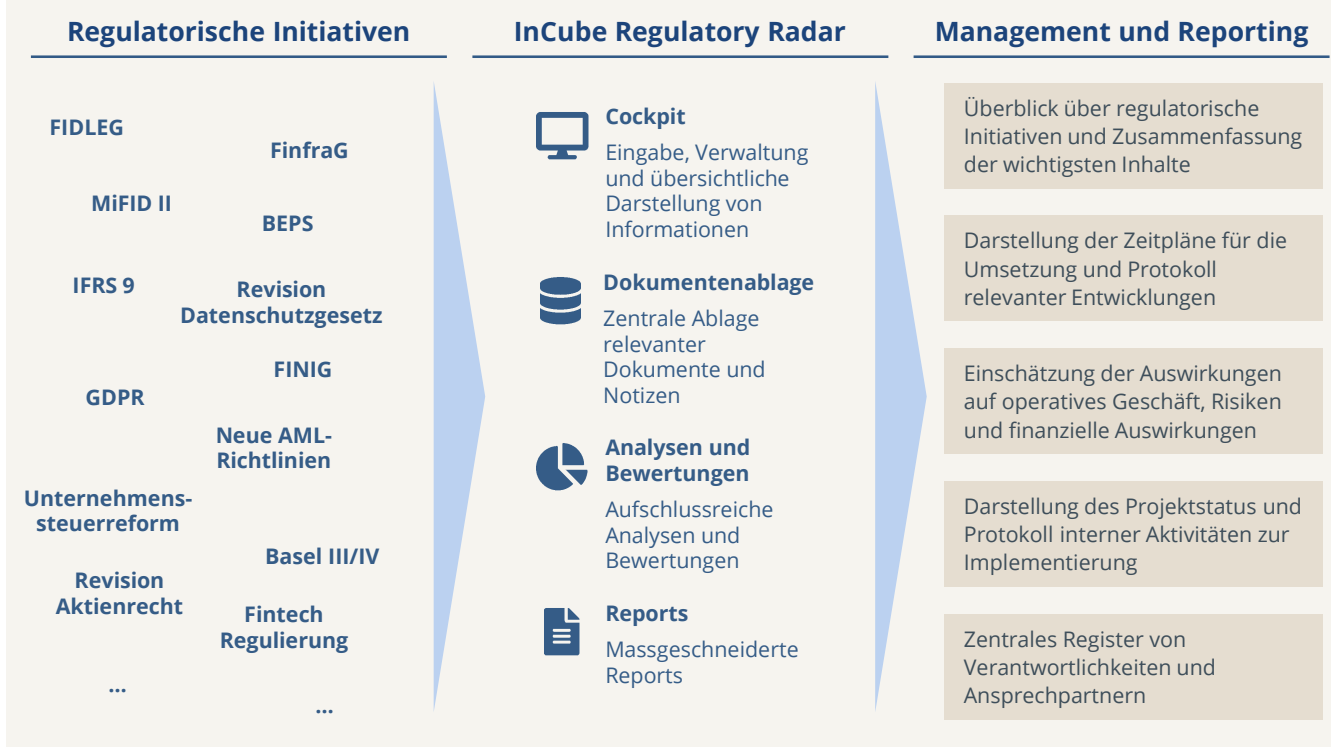 Regulatorische Initiativen
FIDLEG
FinfraG
MiFID II
BEPS
IFRS 9
Revision
Datenschutzgesetz
FINIG
GDPR
Neue AML-
Richtlinien
Unternehmens-
steuerreform
Basel III/IV
Revision
Aktienrecht
Fintech
Regulierung
...
...
InCube Regulatory Radar
Cockpit
Eingabe, Verwaltung
und übersichtliche
Darstellung von
Informationen
Dokumentenablage
Zentrale Ablage
relevanter
Dokumente und
Notizen
Analysen und
Bewertungen
Aufschlussreiche
Analysen und
Bewertungen
Reports
Massgeschneiderte
Reports
Management und Reporting
Überblick über regulatorische
Initiativen und Zusammenfassung
der wichtigsten Inhalte
Darstellung der Zeitpläne für die
Umsetzung und Protokoll
relevanter Entwicklungen
Einschätzung der Auswirkungen
auf operatives Geschäft, Risiken
und finanzielle Auswirkungen
Darstellung des Projektstatus und
Protokoll interner Aktivitäten zur
Implementierung
Zentrales Register von
Verantwortlichkeiten und
Ansprechpartnern